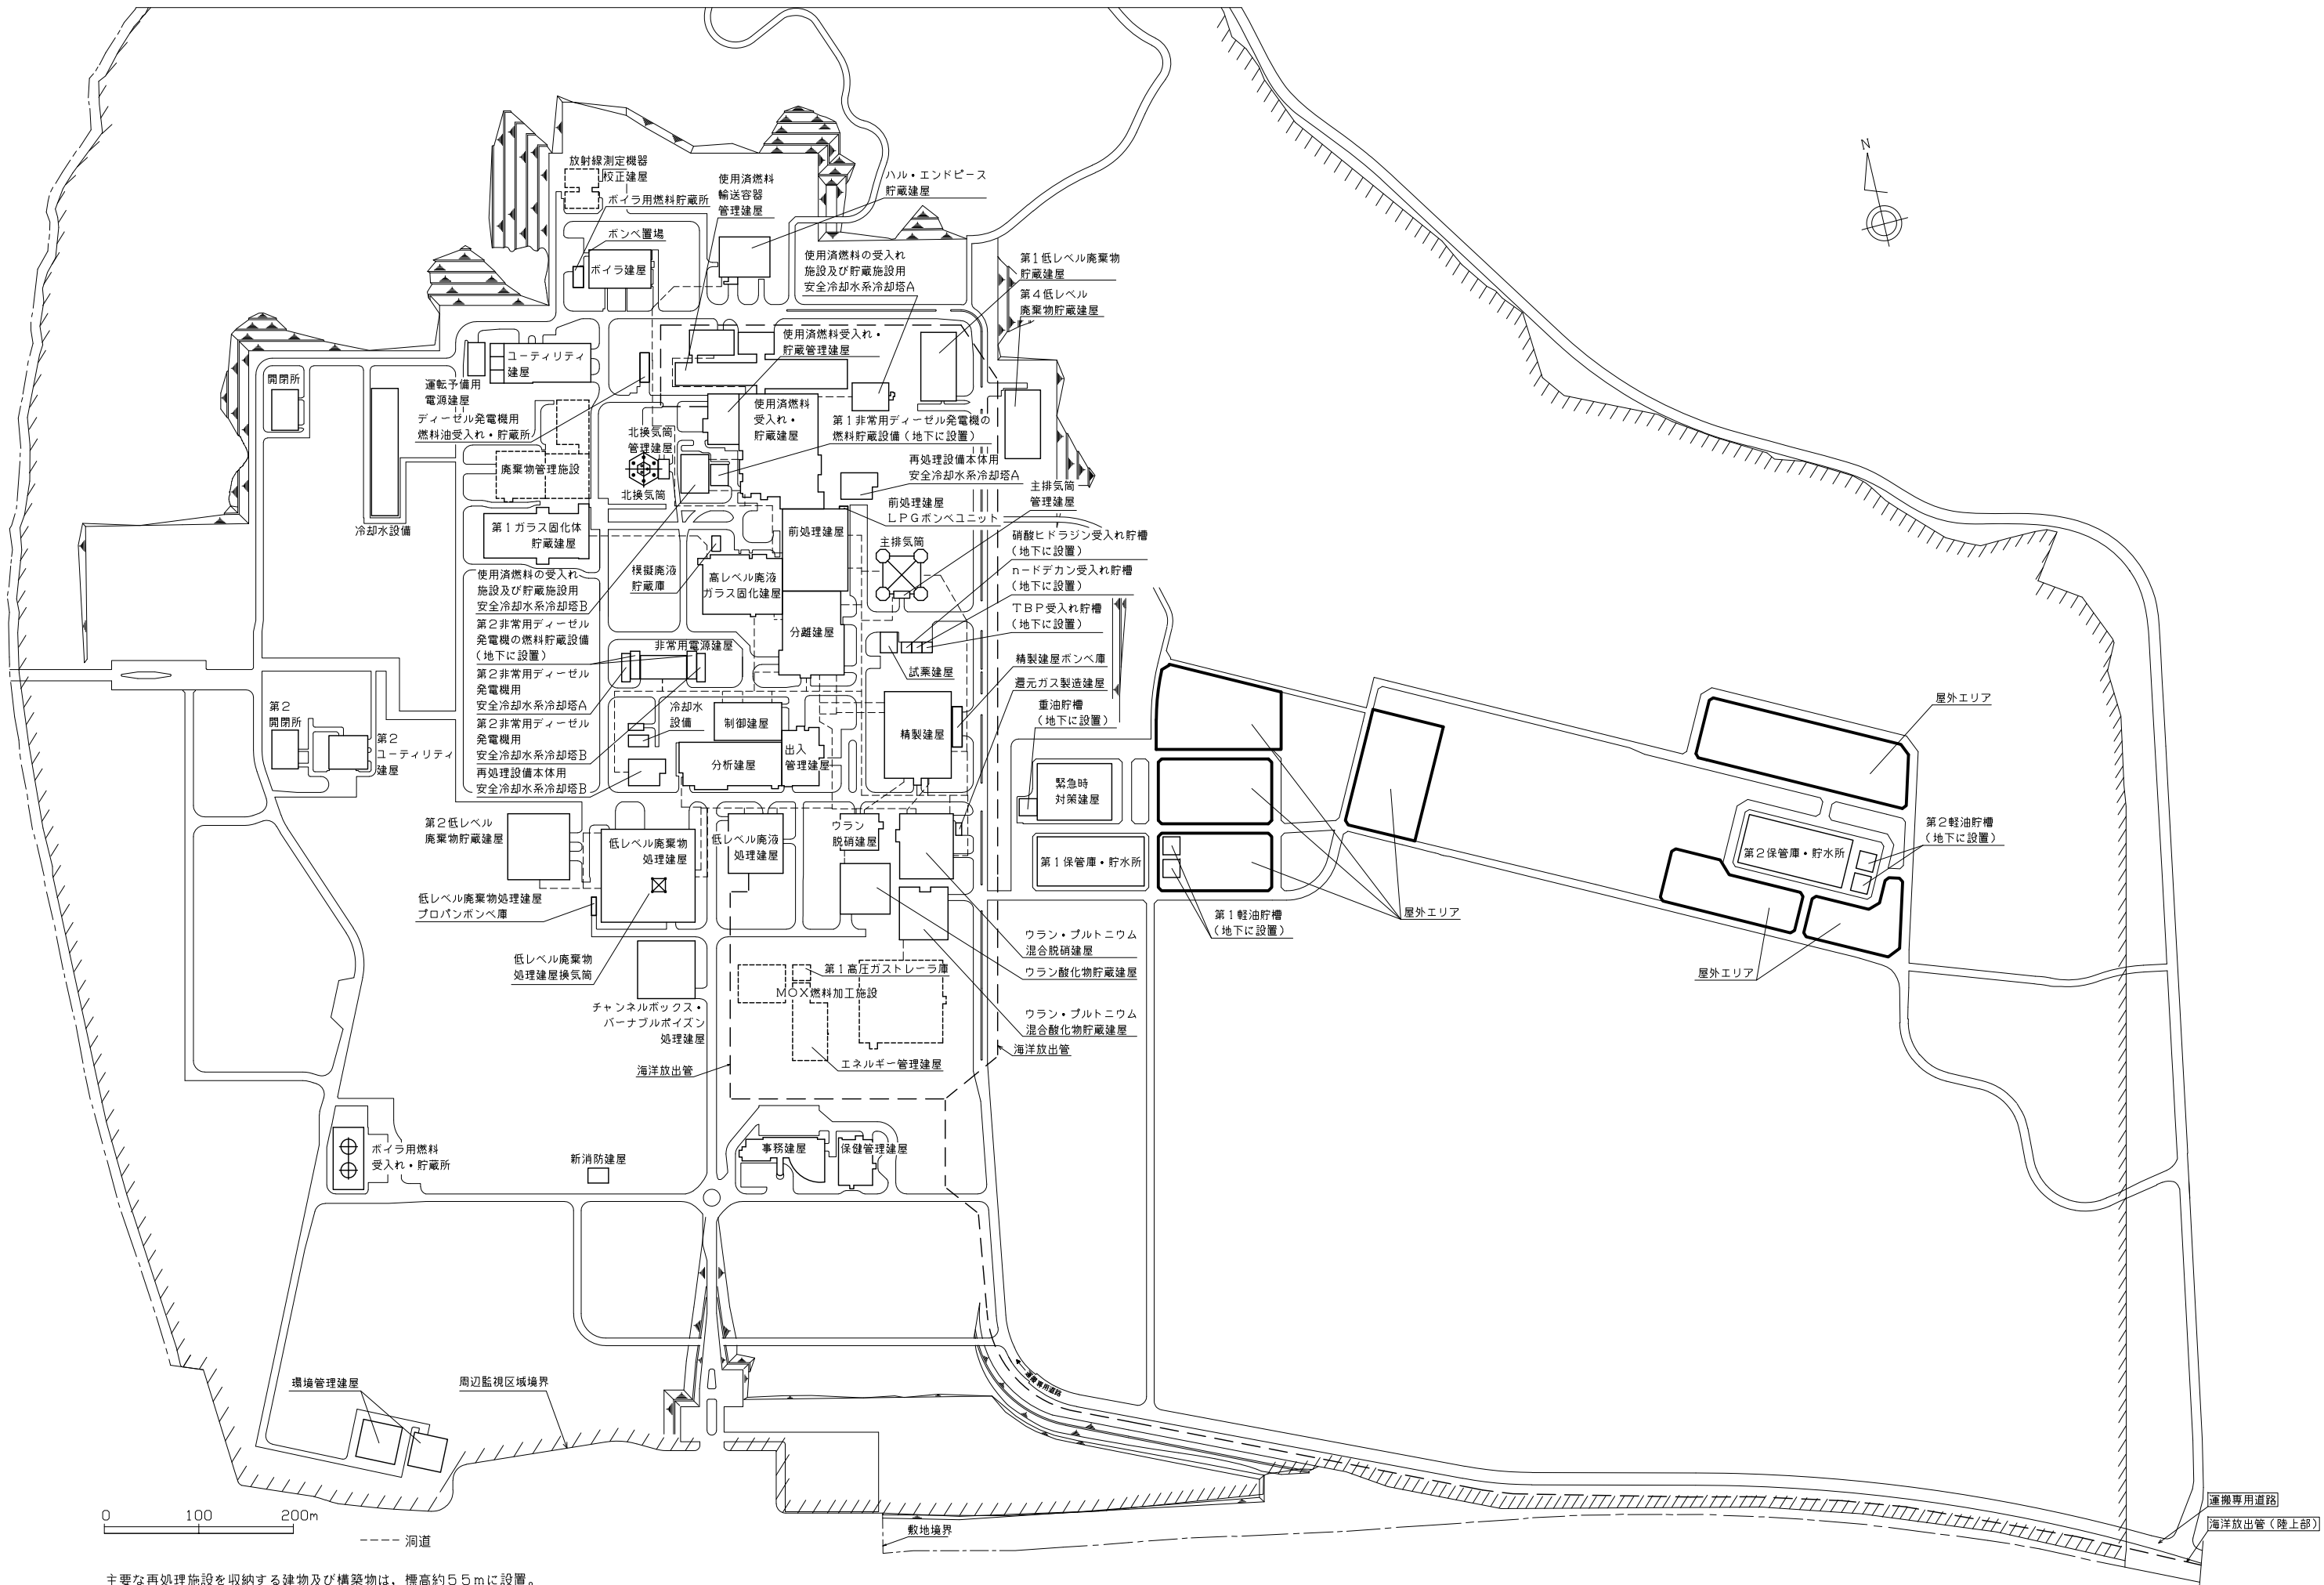 N
放射線測定機器
校正建屋
ボイラ用燃料貯蔵所
ボンベ置場
ボイラ建屋
使用済燃料
輸送容器
管理建屋
ハル・エンドピース
貯蔵建屋
使用済燃料の受入れ
施設及び貯蔵施設用
安全冷却水系冷却塔A
第1低レベル廃棄物
貯蔵建屋
第4低レベル
廃棄物貯蔵建屋
使用済燃料受入れ・
貯蔵管理建屋
ユーティリティ
建屋
開閉所
運転予備用
電源建屋
ディーゼル発電機用
燃料油受入れ・貯蔵所
使用済燃料
受入れ・
貯蔵建屋
第1非常用ディーゼル発電機の
燃料貯蔵設備(地下に設置)
北換気筒
管理建屋
北換気筒
廃棄物管理施設
再処理設備本体用
安全冷却水系冷却塔A
主排気筒
管理建屋
前処理建屋
LPGボンベユニット
冷却水設備
第1ガラス固化体
貯蔵建屋
前処理建屋
主排気筒
硝酸ヒドラジン受入れ貯槽
(地下に設置)
n-ドデカン受入れ貯槽
(地下に設置)
TBP受入れ貯槽
(地下に設置)
模擬廃液
貯蔵庫
高レベル廃液
ガラス固化建屋
使用済燃料の受入れ
施設及び貯蔵施設用
安全冷却水系冷却塔B
第2非常用ディーゼル
発電機の燃料貯蔵設備
(地下に設置)
第2非常用ディーゼル
発電機用
安全冷却水系冷却塔A
第2非常用ディーゼル
発電機用
安全冷却水系冷却塔B
再処理設備本体用
安全冷却水系冷却塔B
非常用電源建屋
分離建屋
試薬建屋
精製建屋ボンベ庫
還元ガス製造建屋
重油貯槽
(地下に設置)
第2
開閉所
第2
ユーティリティ
建屋
冷却水
設備
制御建屋
分析建屋
出入
管理建屋
精製建屋
緊急時
対策建屋
屋外エリア
第2低レベル
廃棄物貯蔵建屋
低レベル廃棄物
処理建屋
低レベル廃液
処理建屋
ウラン
脱硝建屋
第1保管庫・貯水所
第2保管庫・貯水所
第2軽油貯槽
(地下に設置)
低レベル廃棄物処理建屋
プロパンボンベ庫
第1軽油貯槽
(地下に設置)
屋外エリア
屋外エリア
低レベル廃棄物
処理建屋換気筒
ウラン・プルトニウム
混合脱硝建屋
ウラン酸化物貯蔵建屋
第1高圧ガストレーラ庫
MOX燃料加工施設
チャンネルボックス・
バーナブルポイズン
処理建屋
ウラン・プルトニウム
混合酸化物貯蔵建屋
海洋放出管
海洋放出管
エネルギー管理建屋
ボイラ用燃料
受入れ・貯蔵所
新消防建屋
事務建屋
保健管理建屋
運搬専用道路
環境管理建屋
周辺監視区域境界
0 100 200m
洞道
敷地境界
運搬専用道路
海洋放出管(陸上部)
主要な再処理施設を収納する建物及び構築物は，標高約55mに設置。